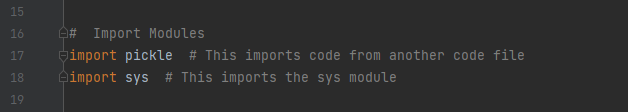 15
16 #  Import Modules
17 import pickle  # This imports code from another code file
18 import sys  # This imports the sys module
19